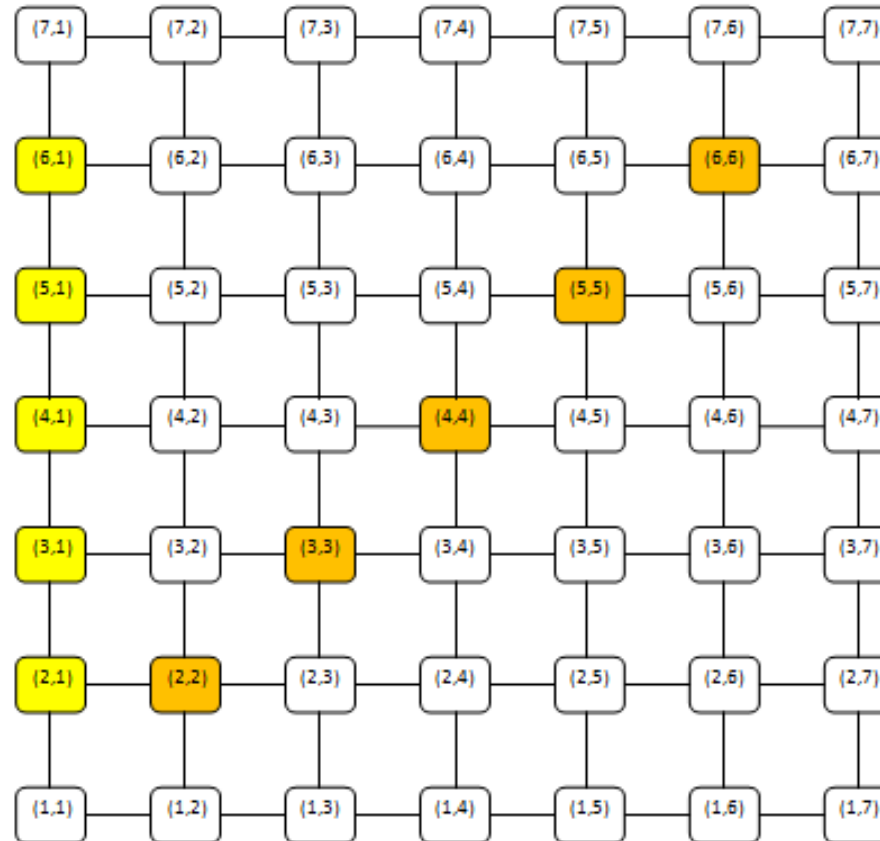 (7,1) (7,2) (7,3) (7,4) (7,5) (7,6) (7,7)
(6,1) (6,2) (6,3) (6,4) (6,5) (6,6) (6,7)
(5,1) (5,2) (5,3) (5,4) (5,5) (5,6) (5,7)
(4,1) (4,2) (4,3) (4,4) (4,5) (4,6) (4,7)
(3,1) (3,2) (3,3) (3,4) (3,5) (3,6) (3,7)
(2,1) (2,2) (2,3) (2,4) (2,5) (2,6) (2,7)
(1,1) (1,2) (1,3) (1,4) (1,5) (1,6) (1,7)